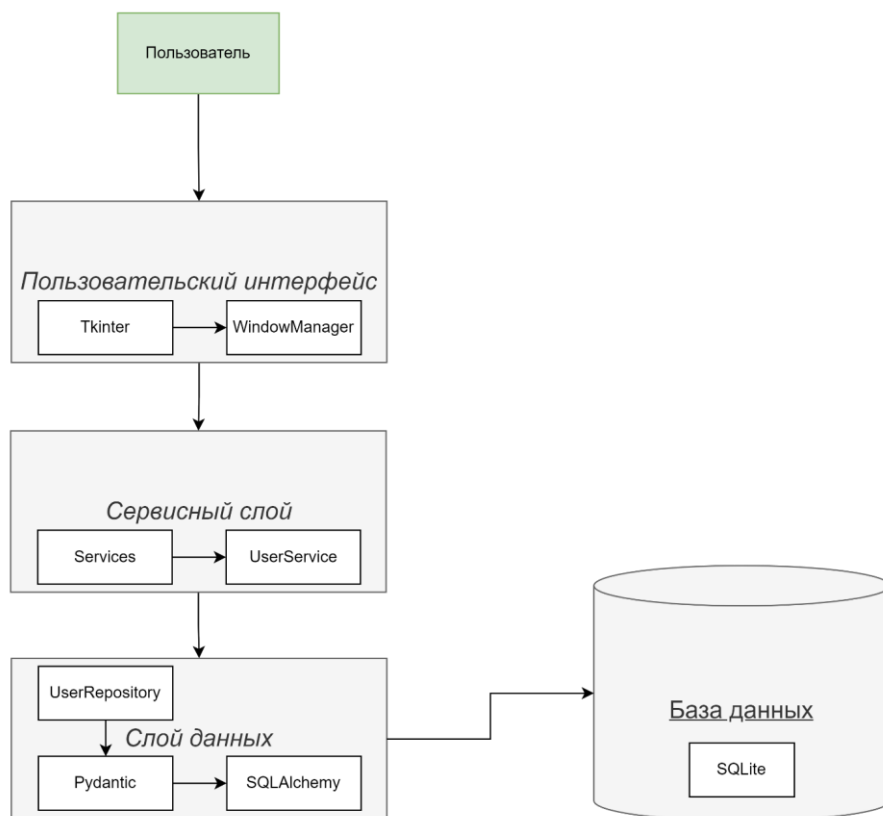 Пользователь
Пользовательский интерфейс
Tkinter
WindowManager
Сервисный слой
Services
UserService
UserRepository
Слой данных
Pydantic
SQLAlchemy
База данных
SQLite